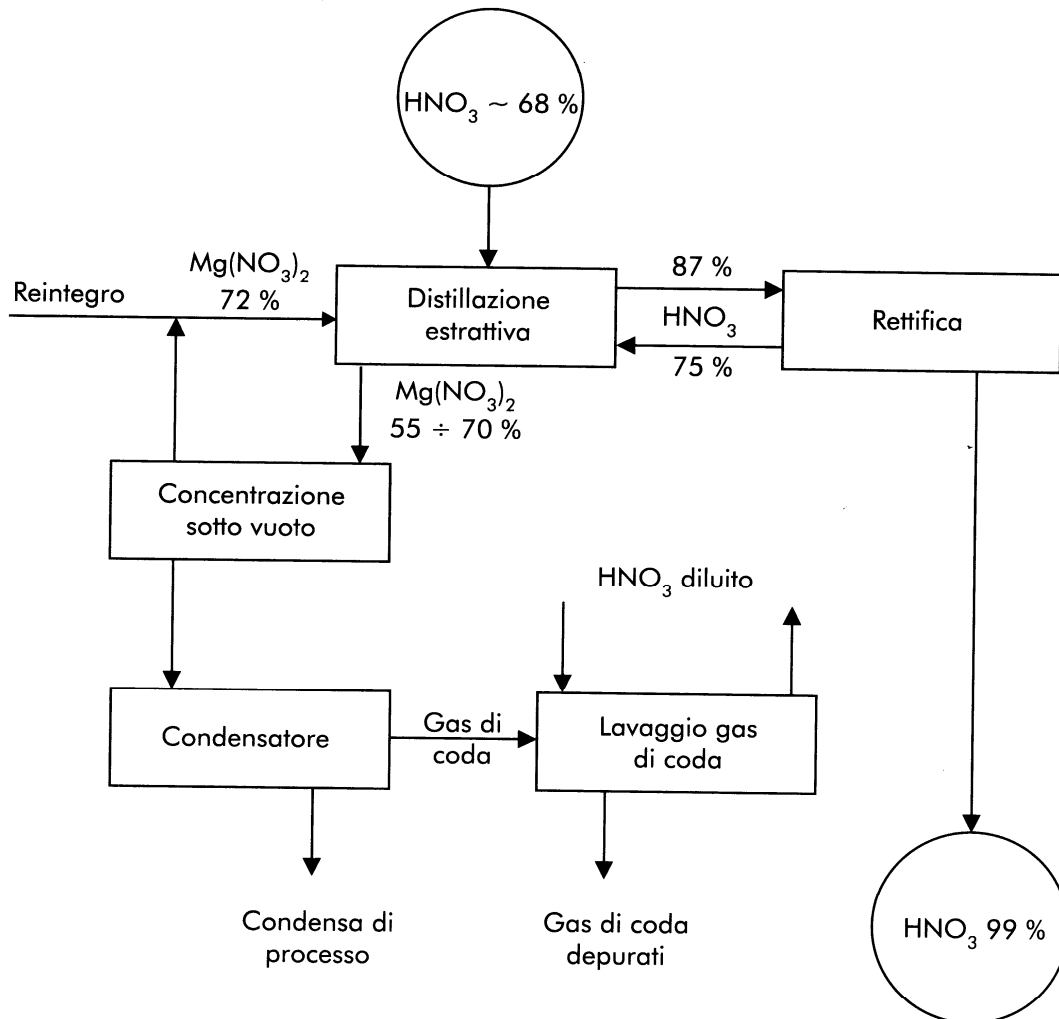 HNO₃ ~ 68 %
Reintegro
Mg(NO₃)₂
72 %
Distillazione
estrattiva
87 %
HNO₃
75 %
Rettifica
Mg(NO₃)₂
55 ÷ 70 %
Concentrazione
sotto vuoto
HNO₃ diluito
Condensatore
Gas di
coda
Lavaggio gas
di coda
Condensa di
processo
Gas di coda
depurati
HNO₃ 99 %